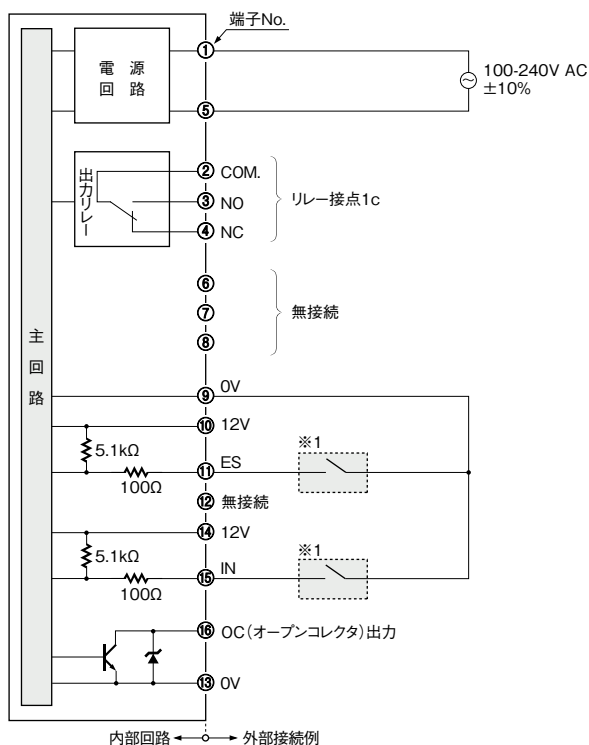 端子No.
①
電源
回路
100-240V AC
±10%
⑤
出力リレー
② COM.
③ NO
④ NC
リレー接点1c
⑥
⑦
⑧
無接続
主回路
⑨ 0V
⑩ 12V
5.1kΩ
⑪ ES
100Ω
※1
⑫ 無接続
⑭ 12V
5.1kΩ
⑮ IN
100Ω
※1
⑯ OC(オープンコレクタ)出力
⑬ 0V
内部回路
外部接続例